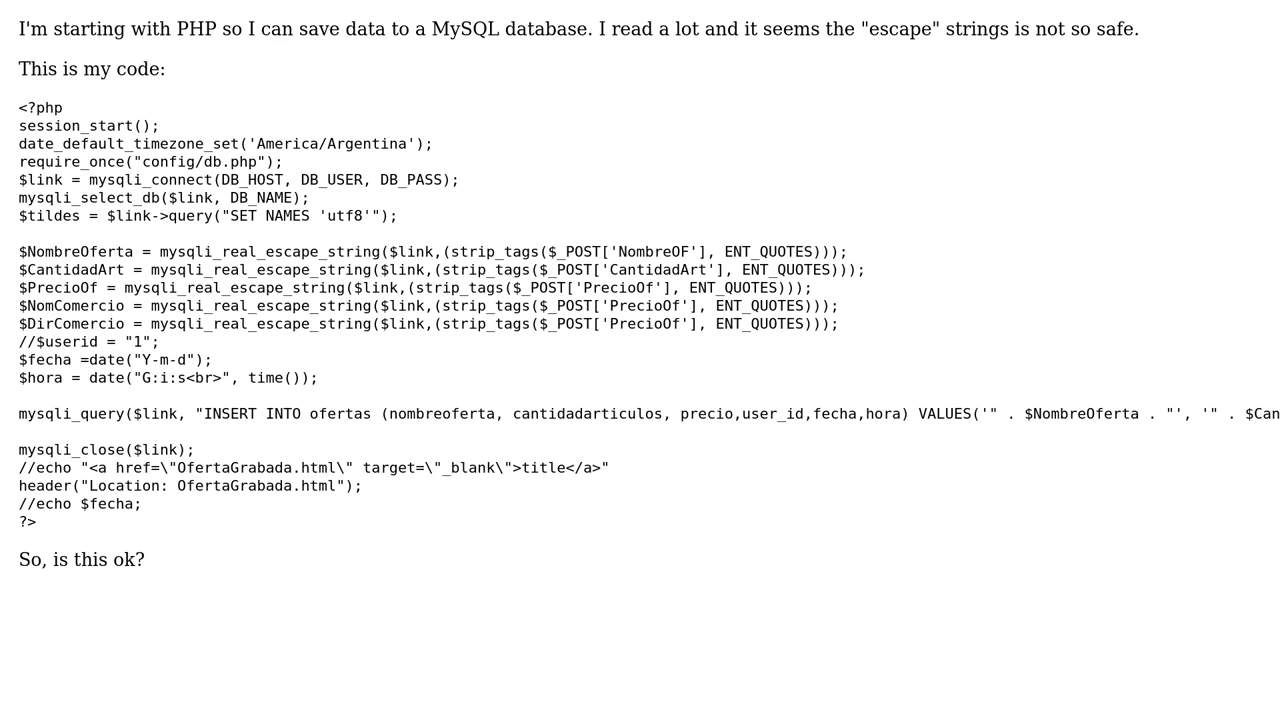 I'm starting with PHP so I can save data to a MySQL database. I read a lot and it seems the "escape" strings is not so safe.
This is my code:
<?php
session_start();
date_default_timezone_set('America/Argentina');
require_once("config/db.php");
$link = mysqli_connect(DB_HOST, DB_USER, DB_PASS);
mysqli_select_db($link, DB_NAME);
$tildes = $link->query("SET NAMES 'utf8'");
$NombreOferta = mysqli_real_escape_string($link,(strip_tags($_POST['NombreOF'], ENT_QUOTES)));
$CantidadArt = mysqli_real_escape_string($link,(strip_tags($_POST['CantidadArt'], ENT_QUOTES)));
$PrecioOf = mysqli_real_escape_string($link,(strip_tags($_POST['PrecioOf'], ENT_QUOTES)));
$NomComercio = mysqli_real_escape_string($link,(strip_tags($_POST['PrecioOf'], ENT_QUOTES)));
$DirComercio = mysqli_real_escape_string($link,(strip_tags($_POST['PrecioOf'], ENT_QUOTES)));
//$userid = "1";
$fecha =date("Y-m-d");
$hora = date("G:i:s<br>", time());
mysqli_query($link, "INSERT INTO ofertas (nombreoferta, cantidadarticulos, precio,user_id,fecha,hora) VALUES('" . $NombreOferta . "', '" . $Can
mysqli_close($link);
//echo "<a href=\"OfertaGrabada.html\" target=\"_blank\">title</a>"
header("Location: OfertaGrabada.html");
//echo $fecha;
?>
So, is this ok?